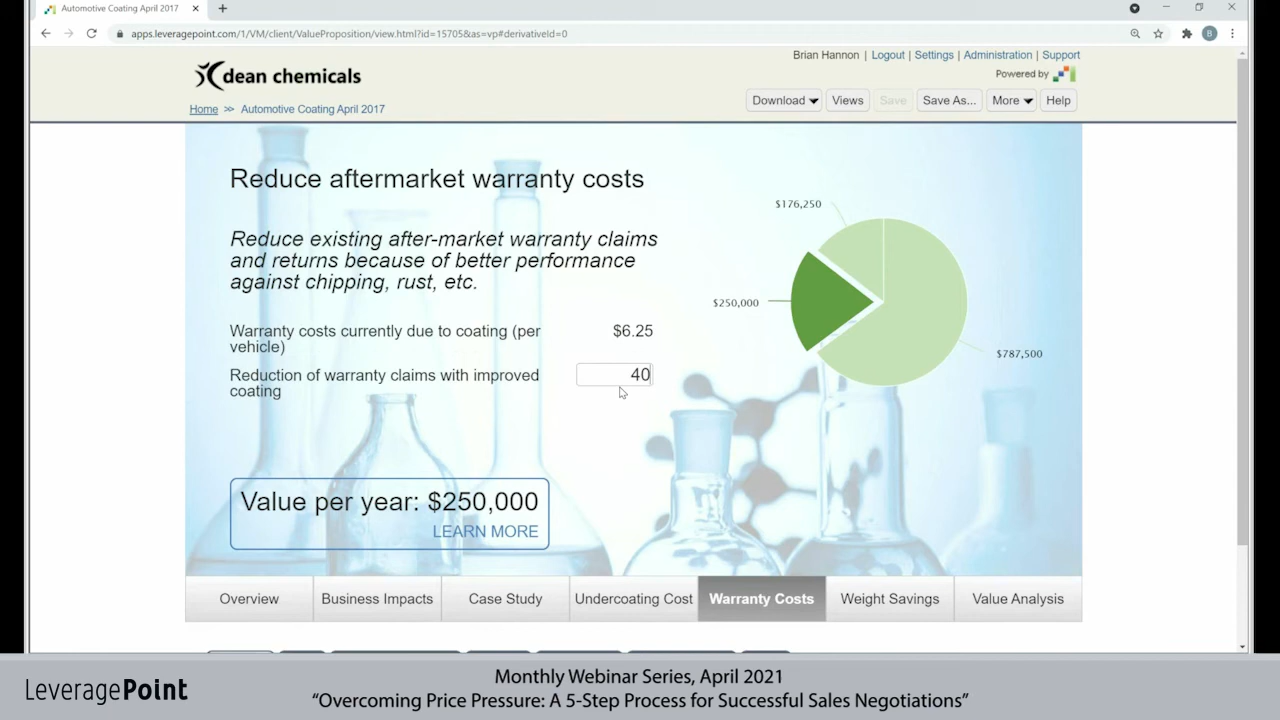 Automotive Coating April 2017
apps.leveragepoint.com/1/VM/client/ValueProposition/view.html?id=15705&as=vp#derivativeId=0
B
Brian Hannon | Logout | Settings | Administration | Support
Powered by
dean chemicals
Home >> Automotive Coating April 2017
Download Views Save Save As... More Help
Reduce aftermarket warranty costs
Reduce existing after-market warranty claims
and returns because of better performance
against chipping, rust, etc.
Warranty costs currently due to coating (per
vehicle)
$6.25
Reduction of warranty claims with improved
coating
40
$176,250
$250,000
$787,500
Value per year: $250,000
LEARN MORE
Overview Business Impacts Case Study Undercoating Cost Warranty Costs Weight Savings Value Analysis
LeveragePoint
Monthly Webinar Series, April 2021
“Overcoming Price Pressure: A 5-Step Process for Successful Sales Negotiations”